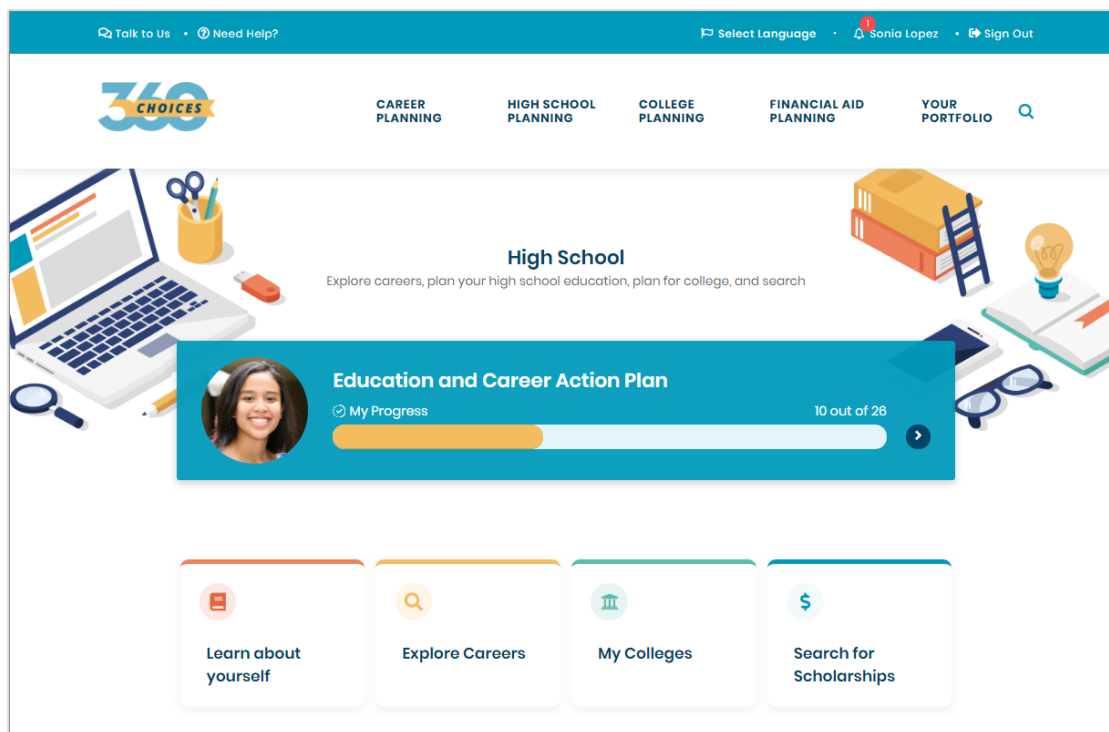 Talk to Us • Need Help?
Select Language · 1 Sonia Lopez • Sign Out
360
CHOICES
CAREER PLANNING
HIGH SCHOOL PLANNING
COLLEGE PLANNING
FINANCIAL AID PLANNING
YOUR PORTFOLIO
High School
Explore careers, plan your high school education, plan for college, and search
Education and Career Action Plan
My Progress
10 out of 26
Learn about
yourself
Explore Careers
My Colleges
Search for
Scholarships